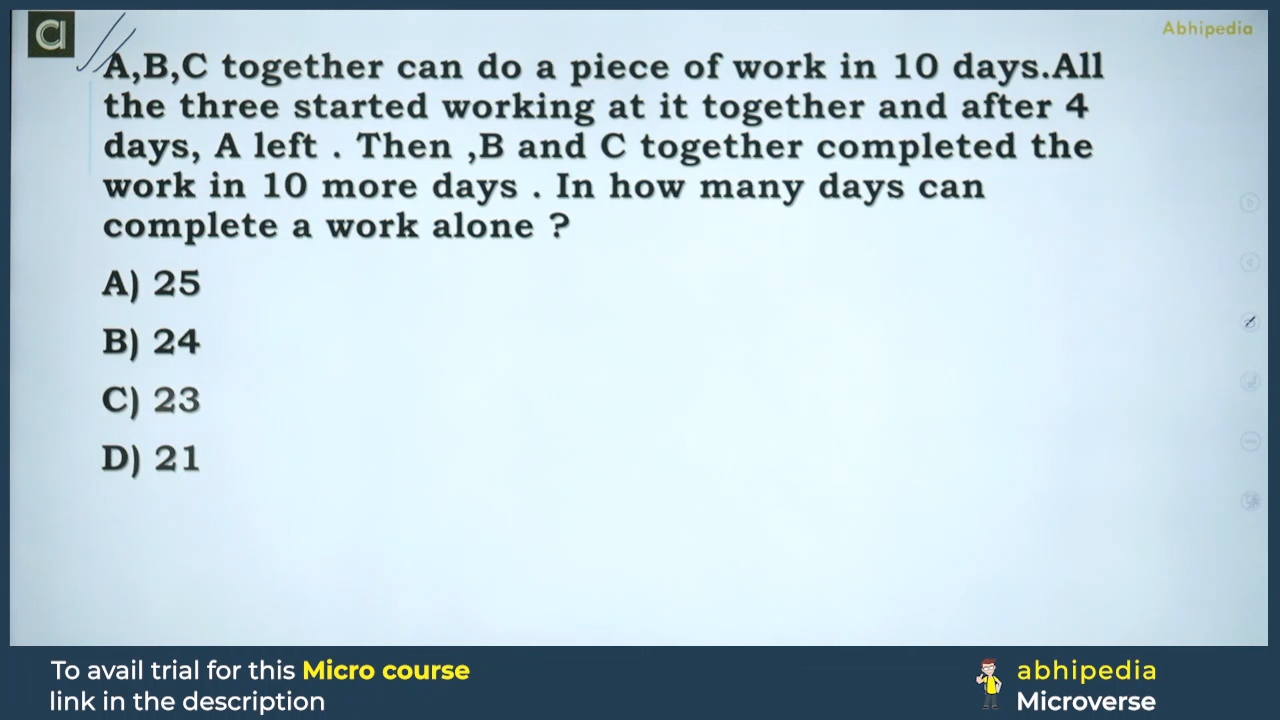 a
Abhipedia
A,B,C together can do a piece of work in 10 days.All
the three started working at it together and after 4
days, A left . Then ,B and C together completed the
work in 10 more days . In how many days can
complete a work alone ?
A) 25
B) 24
C) 23
D) 21
To avail trial for this Micro course
link in the description
abhipedia
Microverse